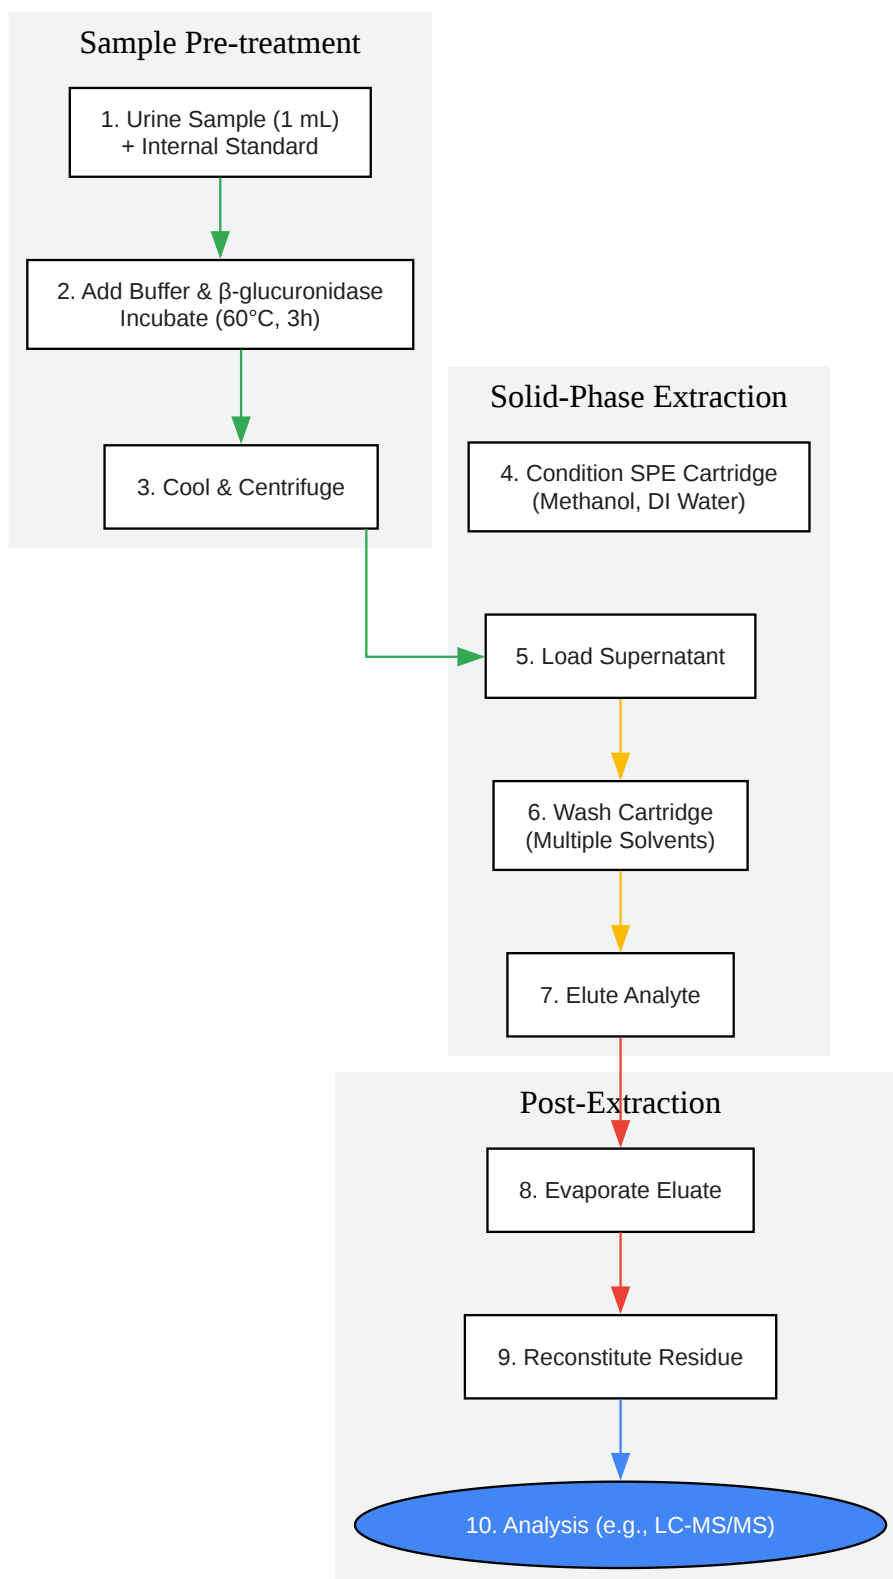 Sample Pre-treatment
1. Urine Sample (1 mL)
+ Internal Standard
2. Add Buffer & β-glucuronidase
Incubate (60°C, 3h)
3. Cool & Centrifuge
Solid-Phase Extraction
4. Condition SPE Cartridge
(Methanol, DI Water)
5. Load Supernatant
6. Wash Cartridge
(Multiple Solvents)
7. Elute Analyte
Post-Extraction
8. Evaporate Eluate
9. Reconstitute Residue
10. Analysis (e.g., LC-MS/MS)